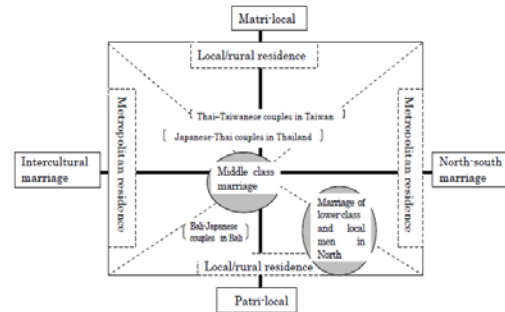 Matri-local
Local/rural residence
Metropolitan residence
Metropolitan residence
Thai–Taiwanese couples in Taiwan
Japanese-Thai couples in Thailand
Intercultural
marriage
Middle class
marriage
North-south
marriage
Marriage of
lower-class
and local
men in
North
Bali-Japanese
couples in Bali
Local/rural residence
Patri-local